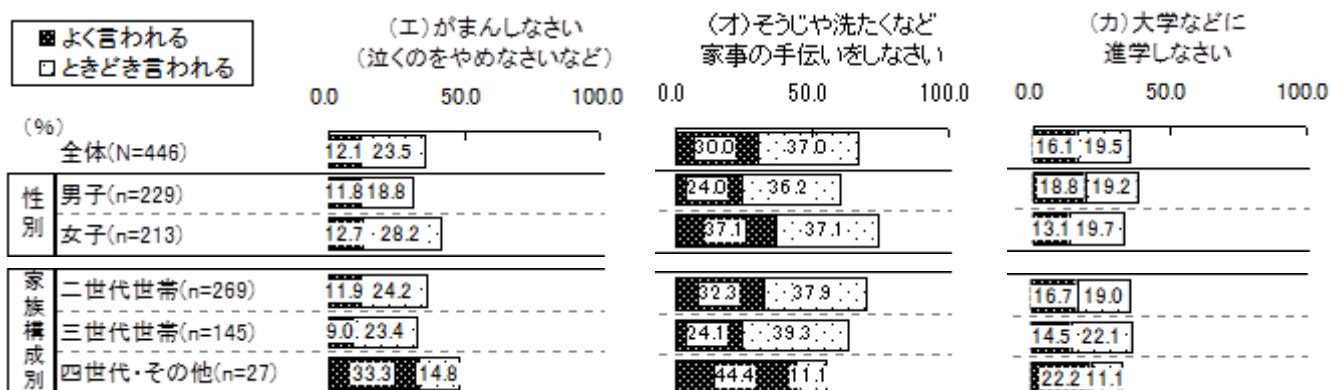 ■よく言われる
□ときどき言われる
(エ)がまんしなさい
(泣くのをやめなさいなど)
(オ)そうじや洗たくなど
家事の手伝いをしなさい
(カ)大学などに
進学しなさい
0.0 50.0 100.0 0.0 50.0 100.0 0.0 50.0 100.0
(%)
全体(N=446) 12.1 23.5 30.0 37.0 16.1 19.5
性別
男子(n=229) 11.8 18.8 24.0 36.2 18.8 19.2
女子(n=213) 12.7 28.2 37.1 37.1 13.1 19.7
家族構成別
二世代世帯(n=269) 11.9 24.2 32.3 37.9 16.7 19.0
三世代世帯(n=145) 9.0 23.4 24.1 39.3 14.5 22.1
四世代・その他(n=27) 33.3 14.8 44.4 11.1 22.2 11.1